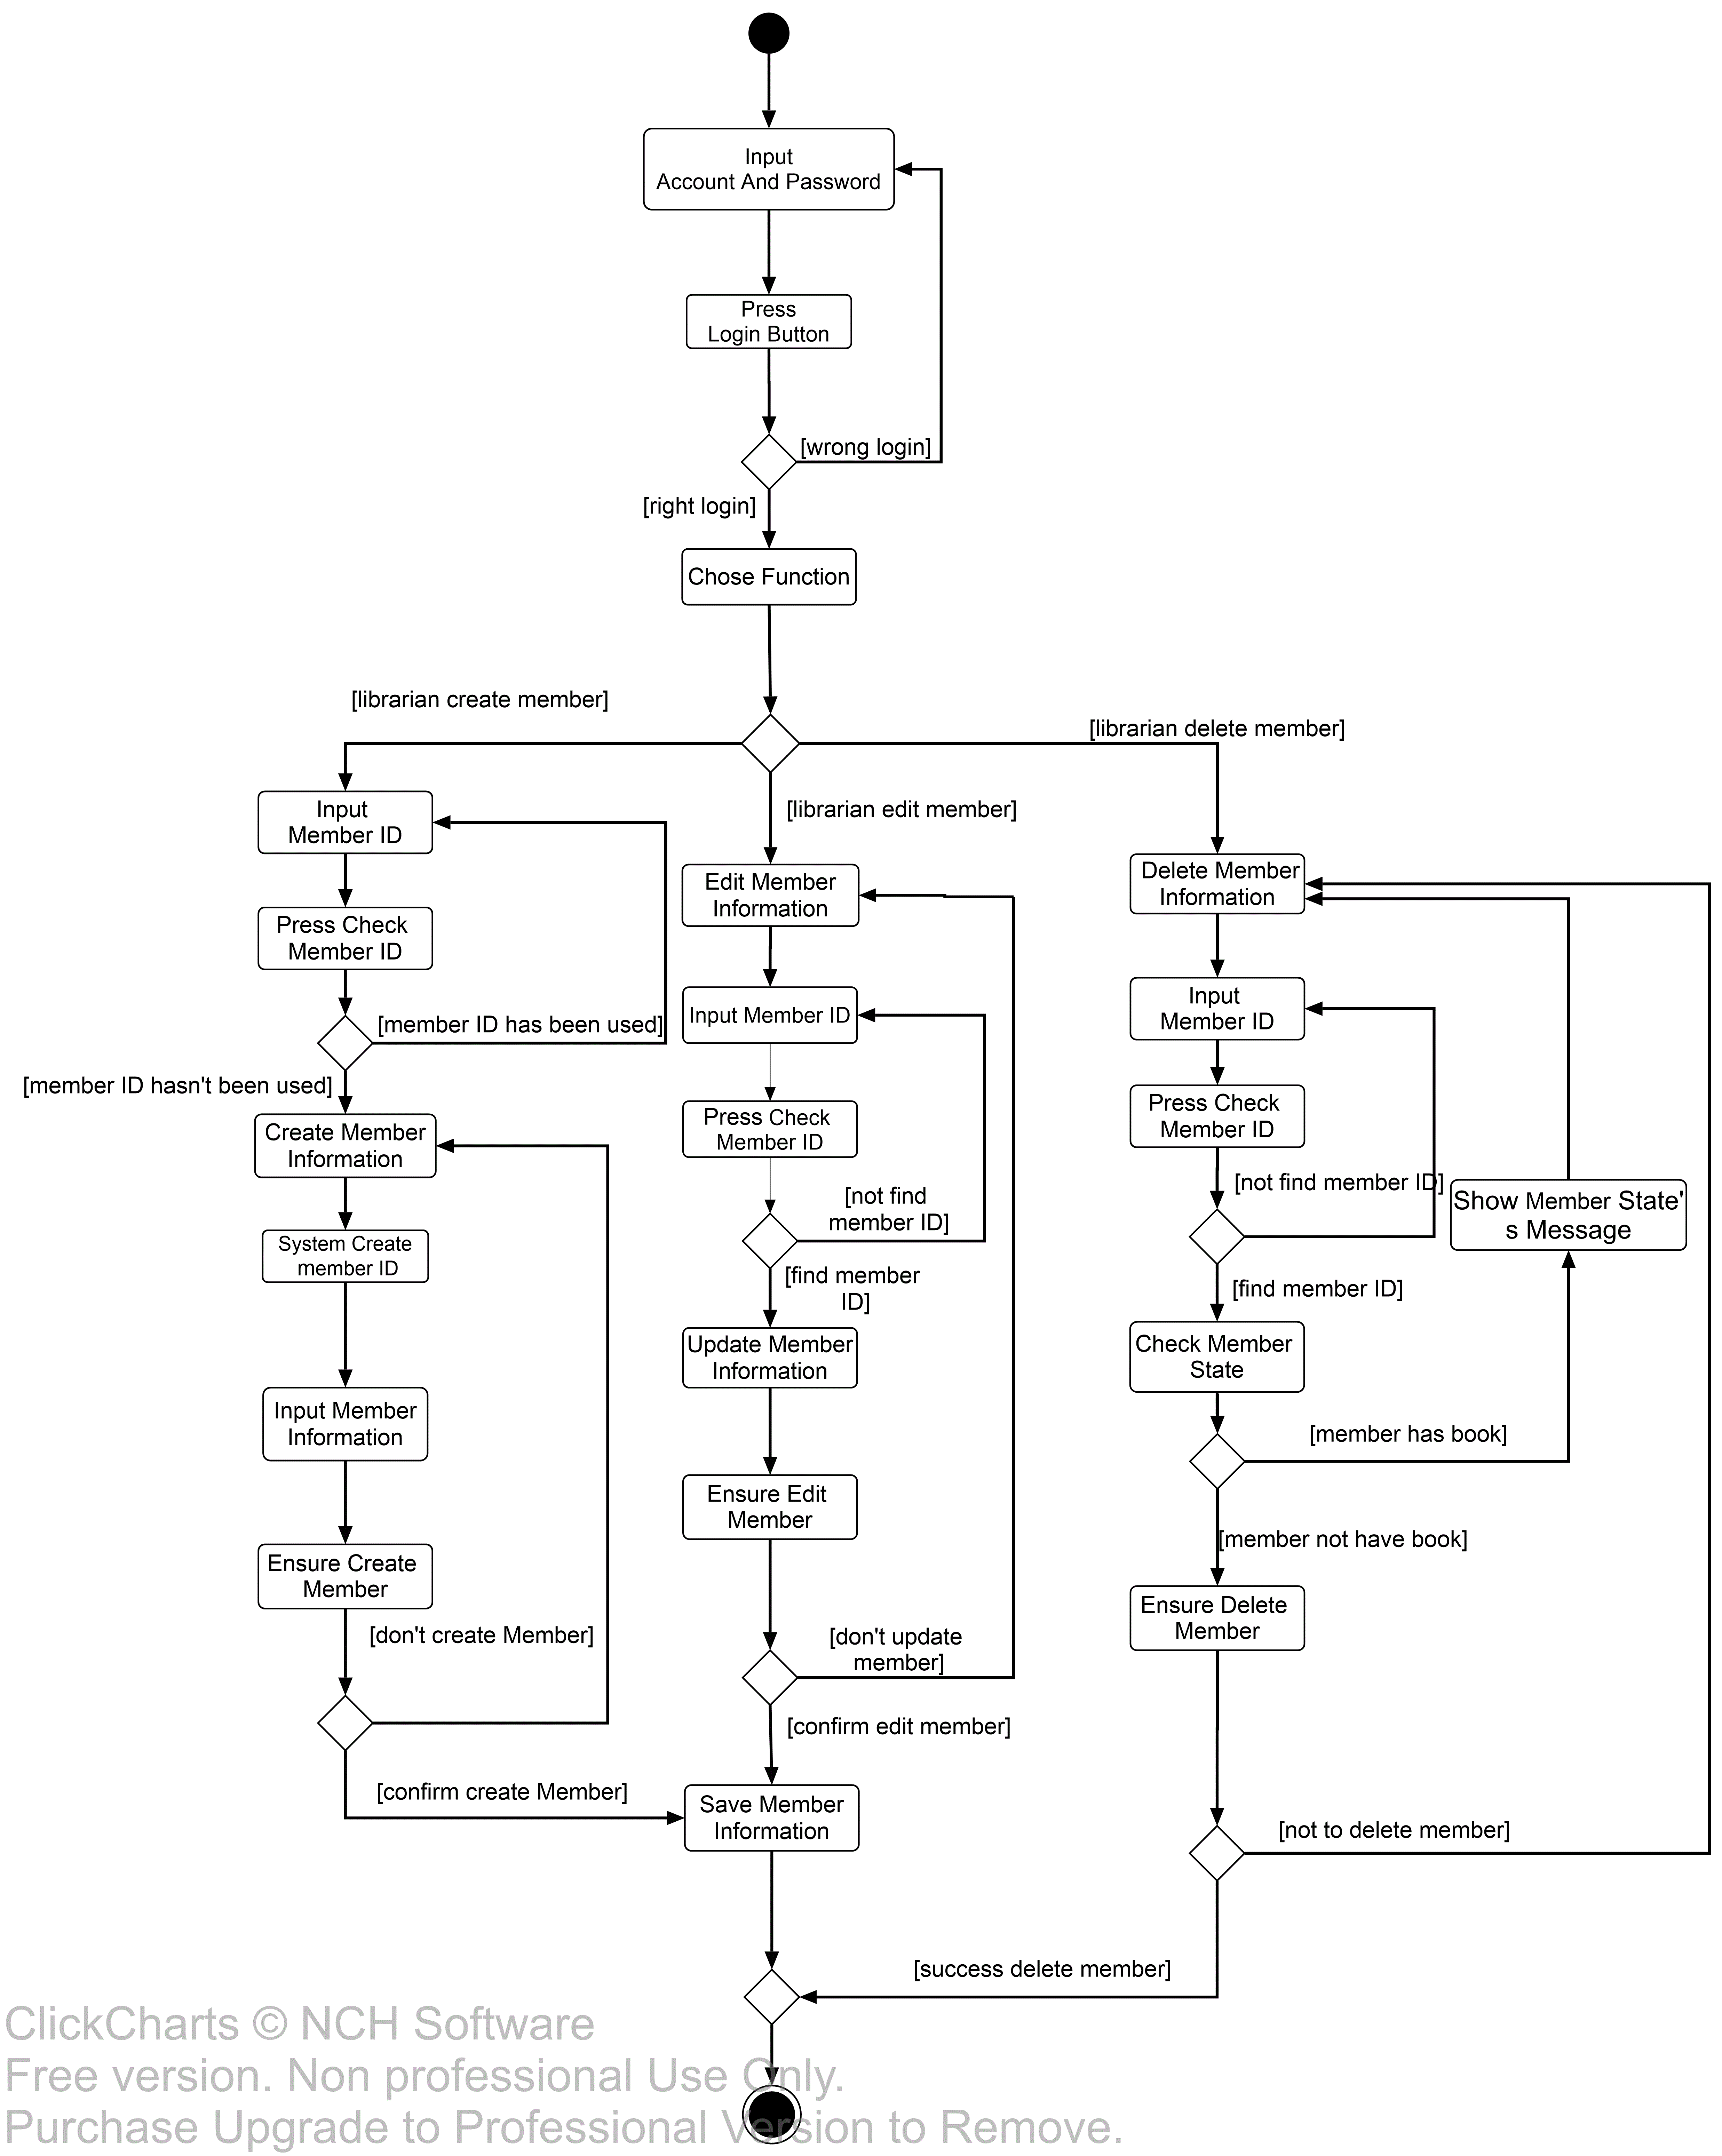 Input
Account And Password
Press
Login Button
[wrong login]
[right login]
Chose Function
[librarian create member]
[librarian delete member]
[librarian edit member]
Input
Member ID
Press Check
Member ID
[member ID has been used]
[member ID hasn't been used]
Create Member
Information
System Create
member ID
Input Member
Information
Ensure Create
Member
[don't create Member]
[confirm create Member]
Edit Member
Information
Input Member ID
Press Check
Member ID
[not find
member ID]
[find member
ID]
Update Member
Information
Ensure Edit
Member
[don't update
member]
[confirm edit member]
Save Member
Information
Delete Member
Information
Input
Member ID
Press Check
Member ID
[not find member ID]
Show Member State'
s Message
[find member ID]
Check Member
State
[member has book]
[member not have book]
Ensure Delete
Member
[not to delete member]
[success delete member]
ClickCharts © NCH Software
Free version. Non professional Use Only.
Purchase Upgrade to Professional Version to Remove.